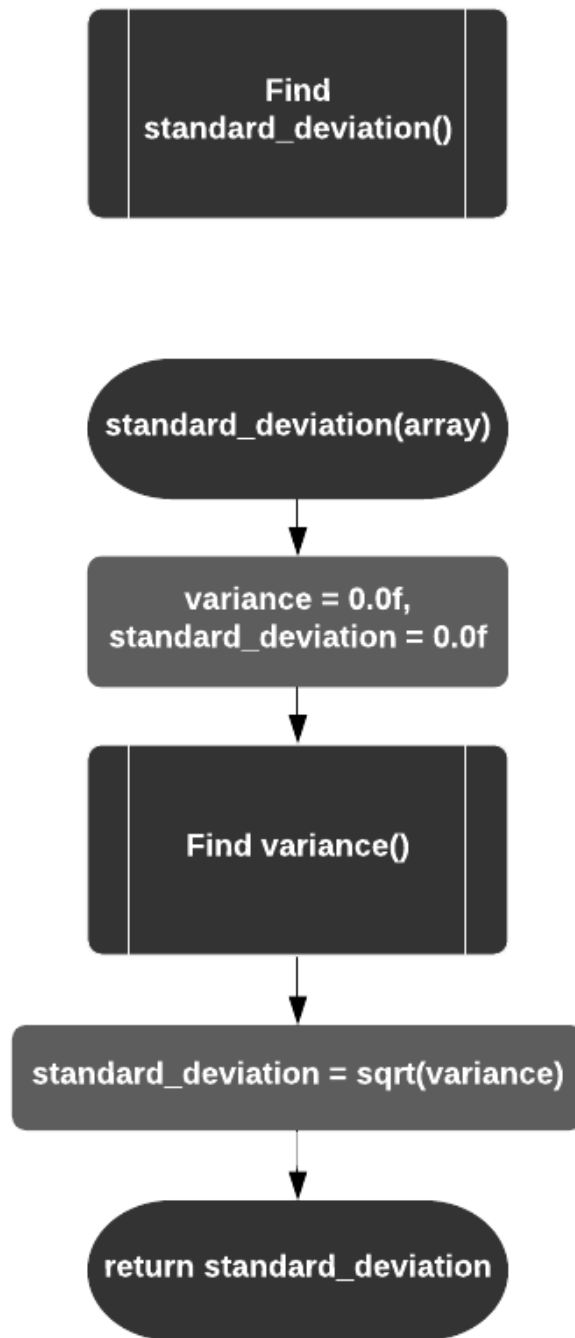 Find
standard_deviation()
standard_deviation(array)
variance = 0.0f,
standard_deviation = 0.0f
Find variance()
standard_deviation = sqrt(variance)
return standard_deviation